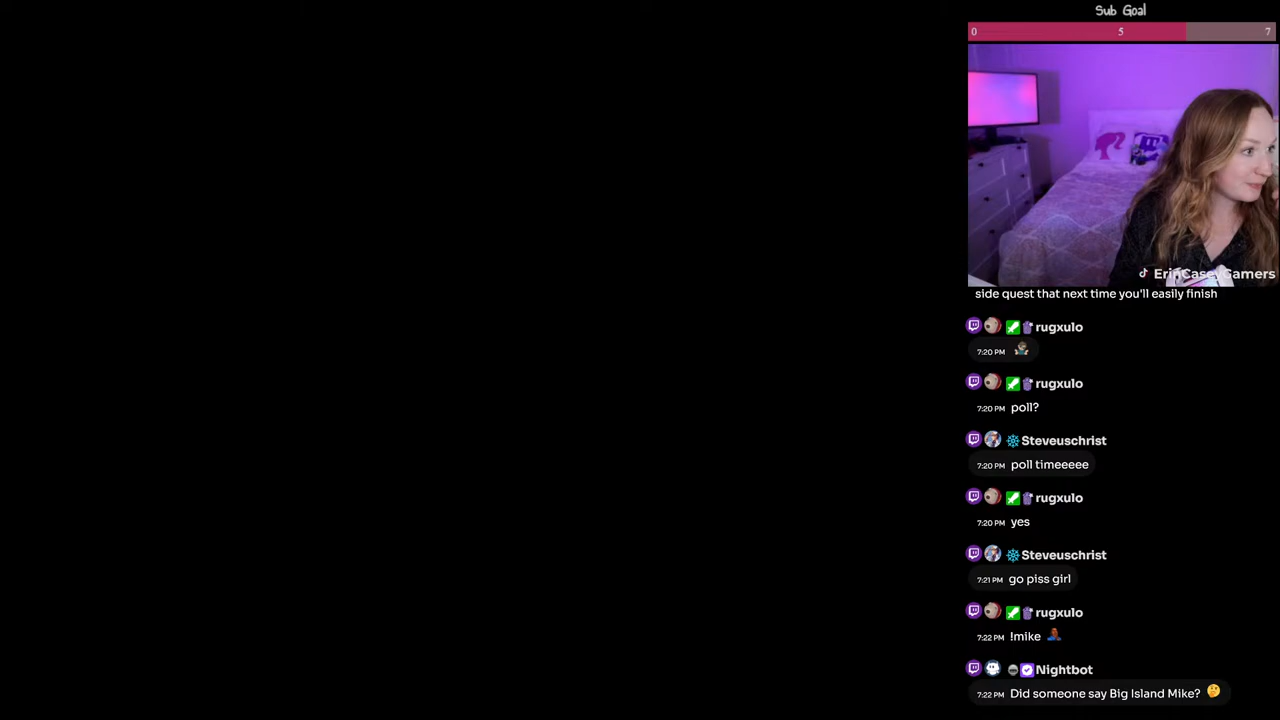 Sub Goal
0 5 7
ErinCaseyGamers
side quest that next time you'll easily finish
rugxulo
7:20 PM
rugxulo
7:20 PM poll?
Steveuschrist
7:20 PM poll timeeeee
rugxulo
7:20 PM yes
Steveuschrist
7:21 PM go piss girl
rugxulo
7:22 PM !mike
Nightbot
7:22 PM Did someone say Big Island Mike?